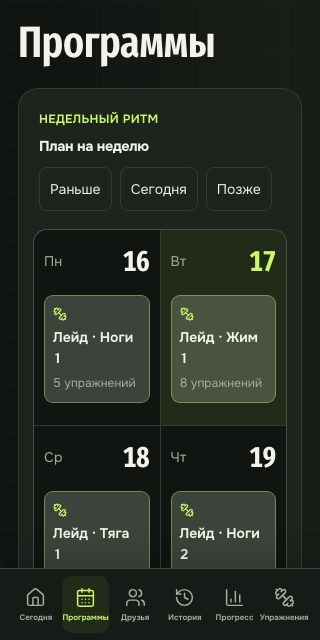 Программы
НЕДЕЛЬНЫЙ РИТМ
План на неделю
Раньше Сегодня Позже
Пн 16 Вт 17
Лейд · Ноги 1
5 упражнений
Лейд · Жим 1
8 упражнений
Ср 18 Чт 19
Лейд · Тяга 1
Лейд · Ноги 2
Сегодня Программы Друзья История Прогресс Упражнения